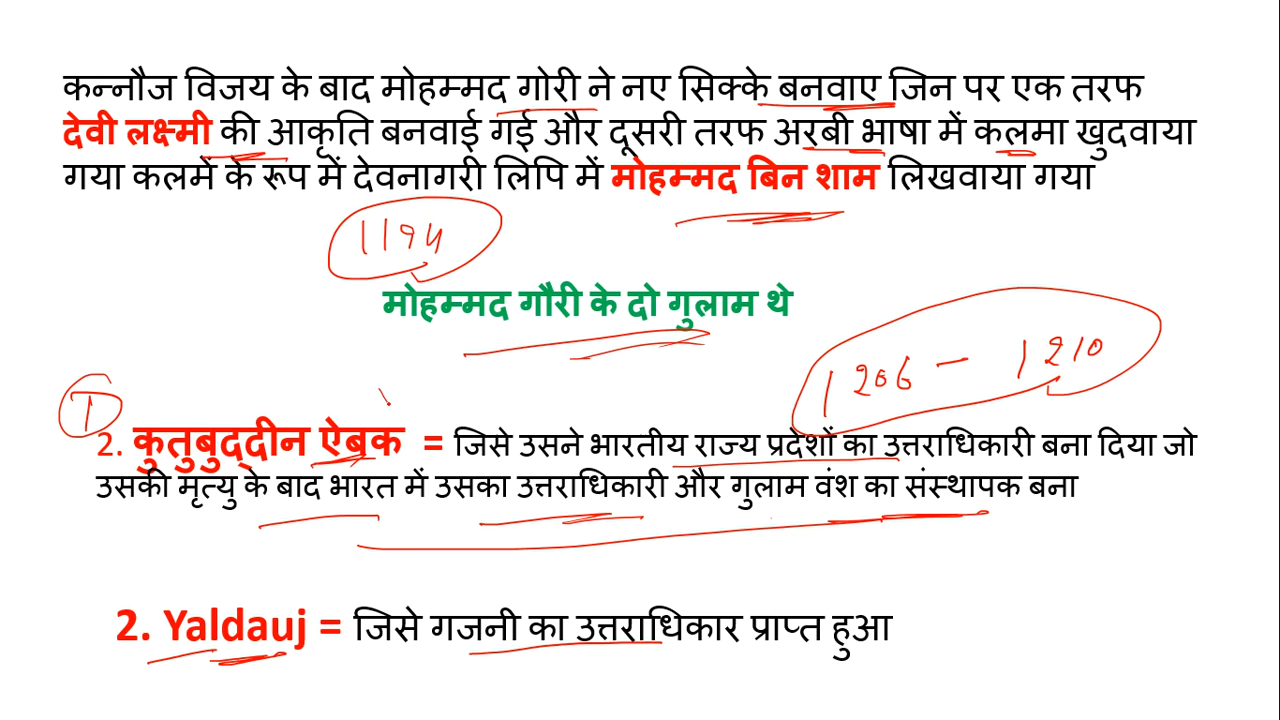 कन्नौज विजय के बाद मोहम्मद गोरी ने नए सिक्के बनवाए जिन पर एक तरफ
देवी लक्ष्मी की आकृति बनवाई गई और दूसरी तरफ अरबी भाषा में कलमा खुदवाया
गया कलमें के रूप में देवनागरी लिपि में मोहम्मद बिन शाम लिखवाया गया
1194
मोहम्मद गौरी के दो गुलाम थे
1206 - 1210
1
2. कुतुबुद्दीन ऐबक = जिसे उसने भारतीय राज्य प्रदेशों का उत्तराधिकारी बना दिया जो
उसकी मृत्यु के बाद भारत में उसका उत्तराधिकारी और गुलाम वंश का संस्थापक बना
2. Yaldauj = जिसे गजनी का उत्तराधिकार प्राप्त हुआ